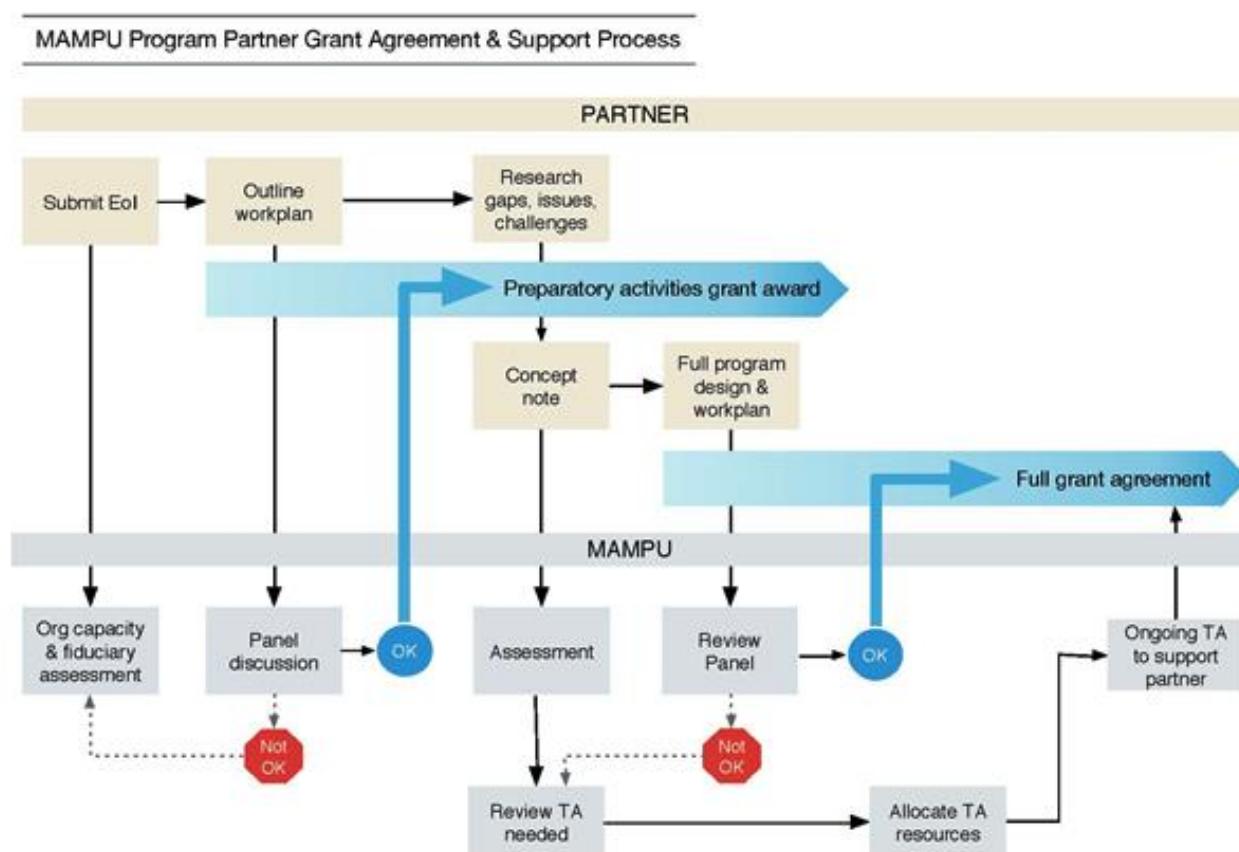 MAMPU Program Partner Grant Agreement & Support Process
PARTNER
Submit EoI
Outline
workplan
Research
gaps, issues,
challenges
Preparatory activities grant award
Concept
note
Full program
design &
workplan
Full grant agreement
MAMPU
Org capacity
& fiduciary
assessment
Panel
discussion
OK
Assessment
Review
Panel
OK
Ongoing TA
to support
partner
Not
OK
Not
OK
Review TA
needed
Allocate TA
resources